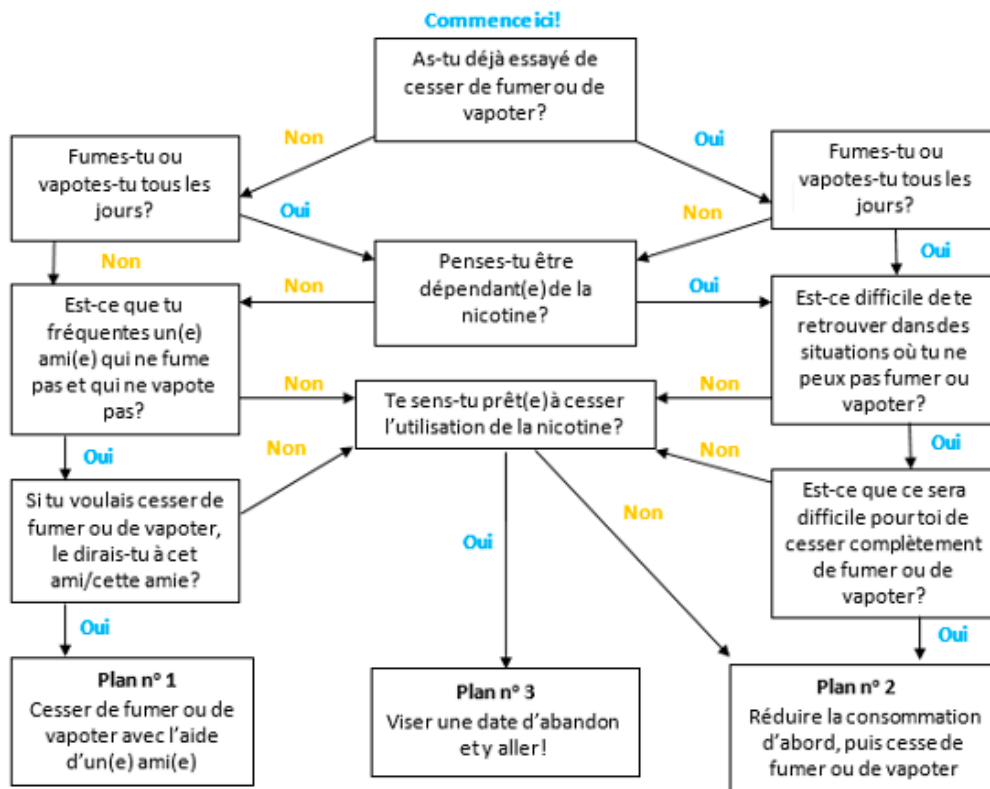 Commence ici!
As-tu déjà essayé de
cesser de fumer ou de
vapoter?
Non
Oui
Fumes-tu ou
vapotes-tu tous les
jours?
Fumes-tu ou
vapotes-tu tous les
jours?
Oui
Non
Non
Oui
Penses-tu être
dépendant(e) de la
nicotine?
Non
Oui
Est-ce que tu
fréquentes un(e)
ami(e) qui ne fume
pas et qui ne vapote
pas?
Est-ce difficile de te
retrouver dans des
situations où tu ne
peux pas fumer ou
vapoter?
Non
Non
Te sens-tu prêt(e) à cesser
l'utilisation de la nicotine?
Oui
Non
Non
Oui
Si tu voulais cesser de
fumer ou de vapoter,
le dirais-tu à cet
ami/cette amie?
Est-ce que ce sera
difficile pour toi de
cesser complètement
de fumer ou de
vapoter?
Oui
Non
Oui
Oui
Plan n° 1
Cesser de fumer ou de
vapoter avec l'aide
d'un(e) ami(e)
Plan n° 3
Viser une date d'abandon
et y aller!
Plan n° 2
Réduire la consommation
d'abord, puis cesse de
fumer ou de vapoter